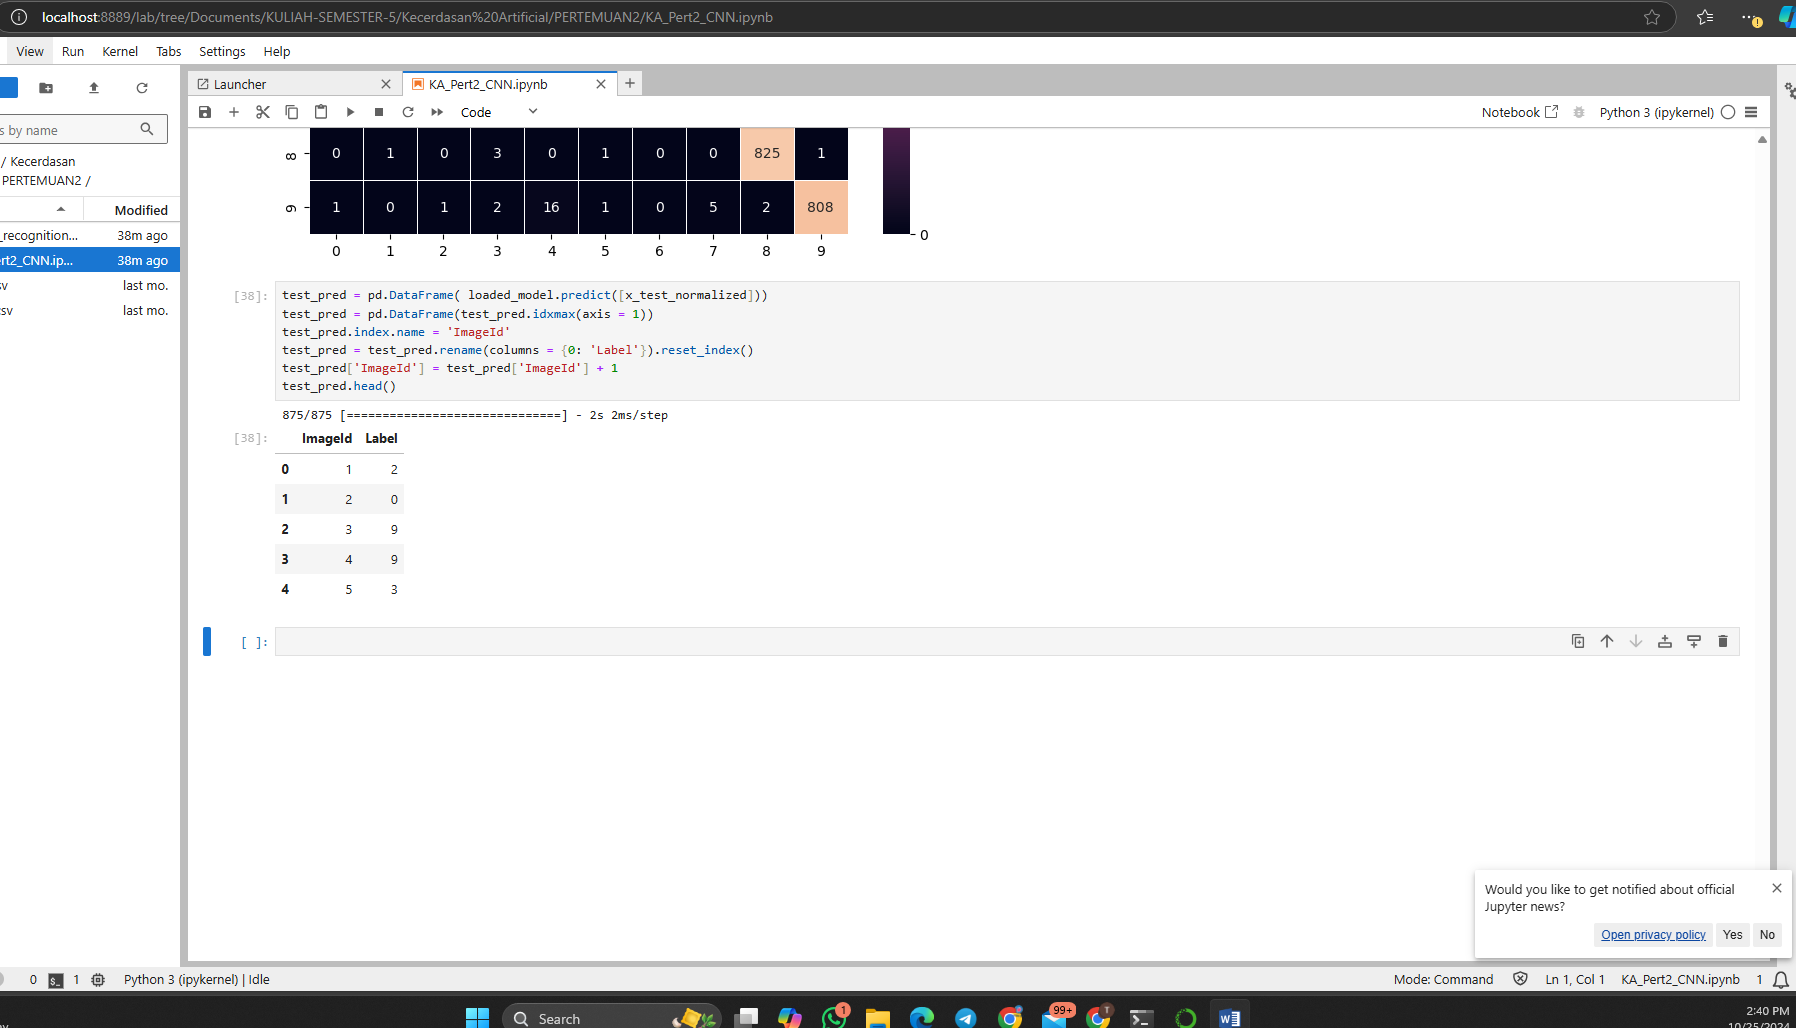 localhost:8889/lab/tree/Documents/KULIAH-SEMESTER-5/Kecerdasan%20Artificial/PERTEMUAN2/KA_Pert2_CNN.ipynb
View Run Kernel Tabs Settings Help
Launcher
KA_Pert2_CNN.ipynb
Code
Notebook
Python 3 (ipykernel)
s by name
/ Kecerdasan
PERTEMUAN2 /
Modified
_recognition... 38m ago
rt2_CNN.ip... 38m ago
sv last mo.
sv last mo.
8 0 1 0 3 0 1 0 0 825 1
9 1 0 1 2 16 1 0 5 2 808
0
0 1 2 3 4 5 6 7 8 9
[38]:
test_pred = pd.DataFrame( loaded_model.predict([x_test_normalized]))
test_pred = pd.DataFrame(test_pred.idxmax(axis = 1))
test_pred.index.name = 'ImageId'
test_pred = test_pred.rename(columns = {0: 'Label'}).reset_index()
test_pred['ImageId'] = test_pred['ImageId'] + 1
test_pred.head()
875/875 [==============================] - 2s 2ms/step
[38]:
ImageId Label
0 1 2
1 2 0
2 3 9
3 4 9
4 5 3
[ ]:
Would you like to get notified about official
Jupyter news?
Open privacy policy Yes No
0 $_ 1 Python 3 (ipykernel) | Idle
Mode: Command Ln 1, Col 1 KA_Pert2_CNN.ipynb 1
Search
1
99+
T
2:40 PM
10/25/2024